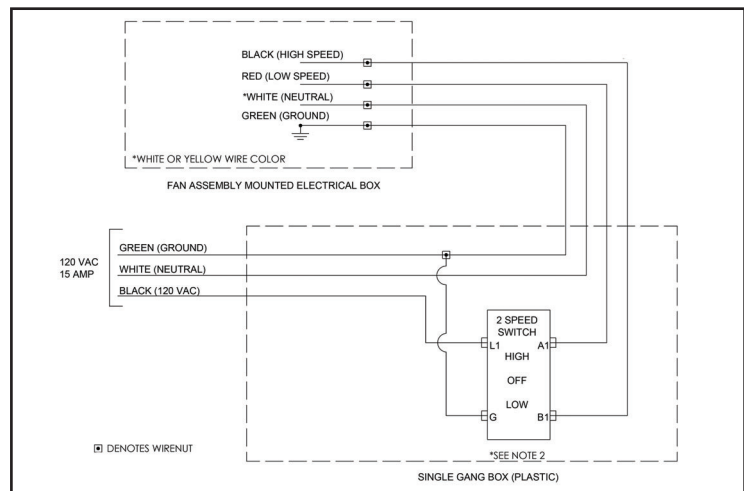 BLACK (HIGH SPEED)
RED (LOW SPEED)
*WHITE (NEUTRAL)
GREEN (GROUND)
*WHITE OR YELLOW WIRE COLOR
FAN ASSEMBLY MOUNTED ELECTRICAL BOX
120 VAC
15 AMP
GREEN (GROUND)
WHITE (NEUTRAL)
BLACK (120 VAC)
2 SPEED
SWITCH
L1 A1
HIGH
OFF
LOW
G B1
*SEE NOTE 2
DENOTES WIRENUT
SINGLE GANG BOX (PLASTIC)